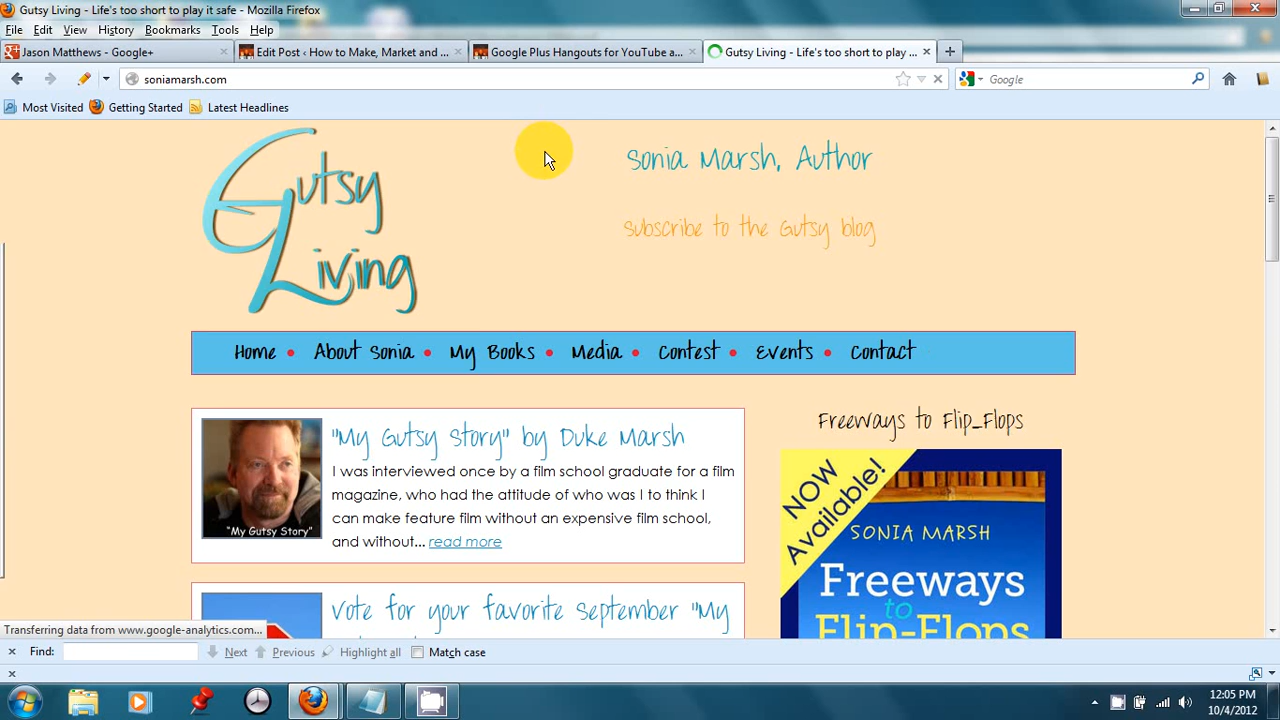 Gutsy Living - Life's too short to play it safe - Mozilla Firefox
File Edit View History Bookmarks Tools Help
Jason Matthews - Google+
Edit Post ‹ How to Make, Market and ...
Google Plus Hangouts for YouTube a...
Gutsy Living - Life's too short to play ...
soniamarsh.com
Google
Most Visited Getting Started Latest Headlines
Gutsy
Living
Sonia Marsh, Author
subscribe to the Gutsy blog
Home • About Sonia • My Books • Media • Contest • Events • Contact
"My Gutsy Story" by Duke Marsh
I was interviewed once by a film school graduate for a film
magazine, who had the attitude of who was I to think I
can make feature film without an expensive film school,
and without... read more
"My Gutsy Story"
vote for your favorite september "My
Freeways to Flip_Flops
NOW
Available!
SONIA MARSH
Freeways
to
Flip-Flops
Transferring data from www.google-analytics.com...
Find: Next Previous Highlight all Match case
12:05 PM
10/4/2012